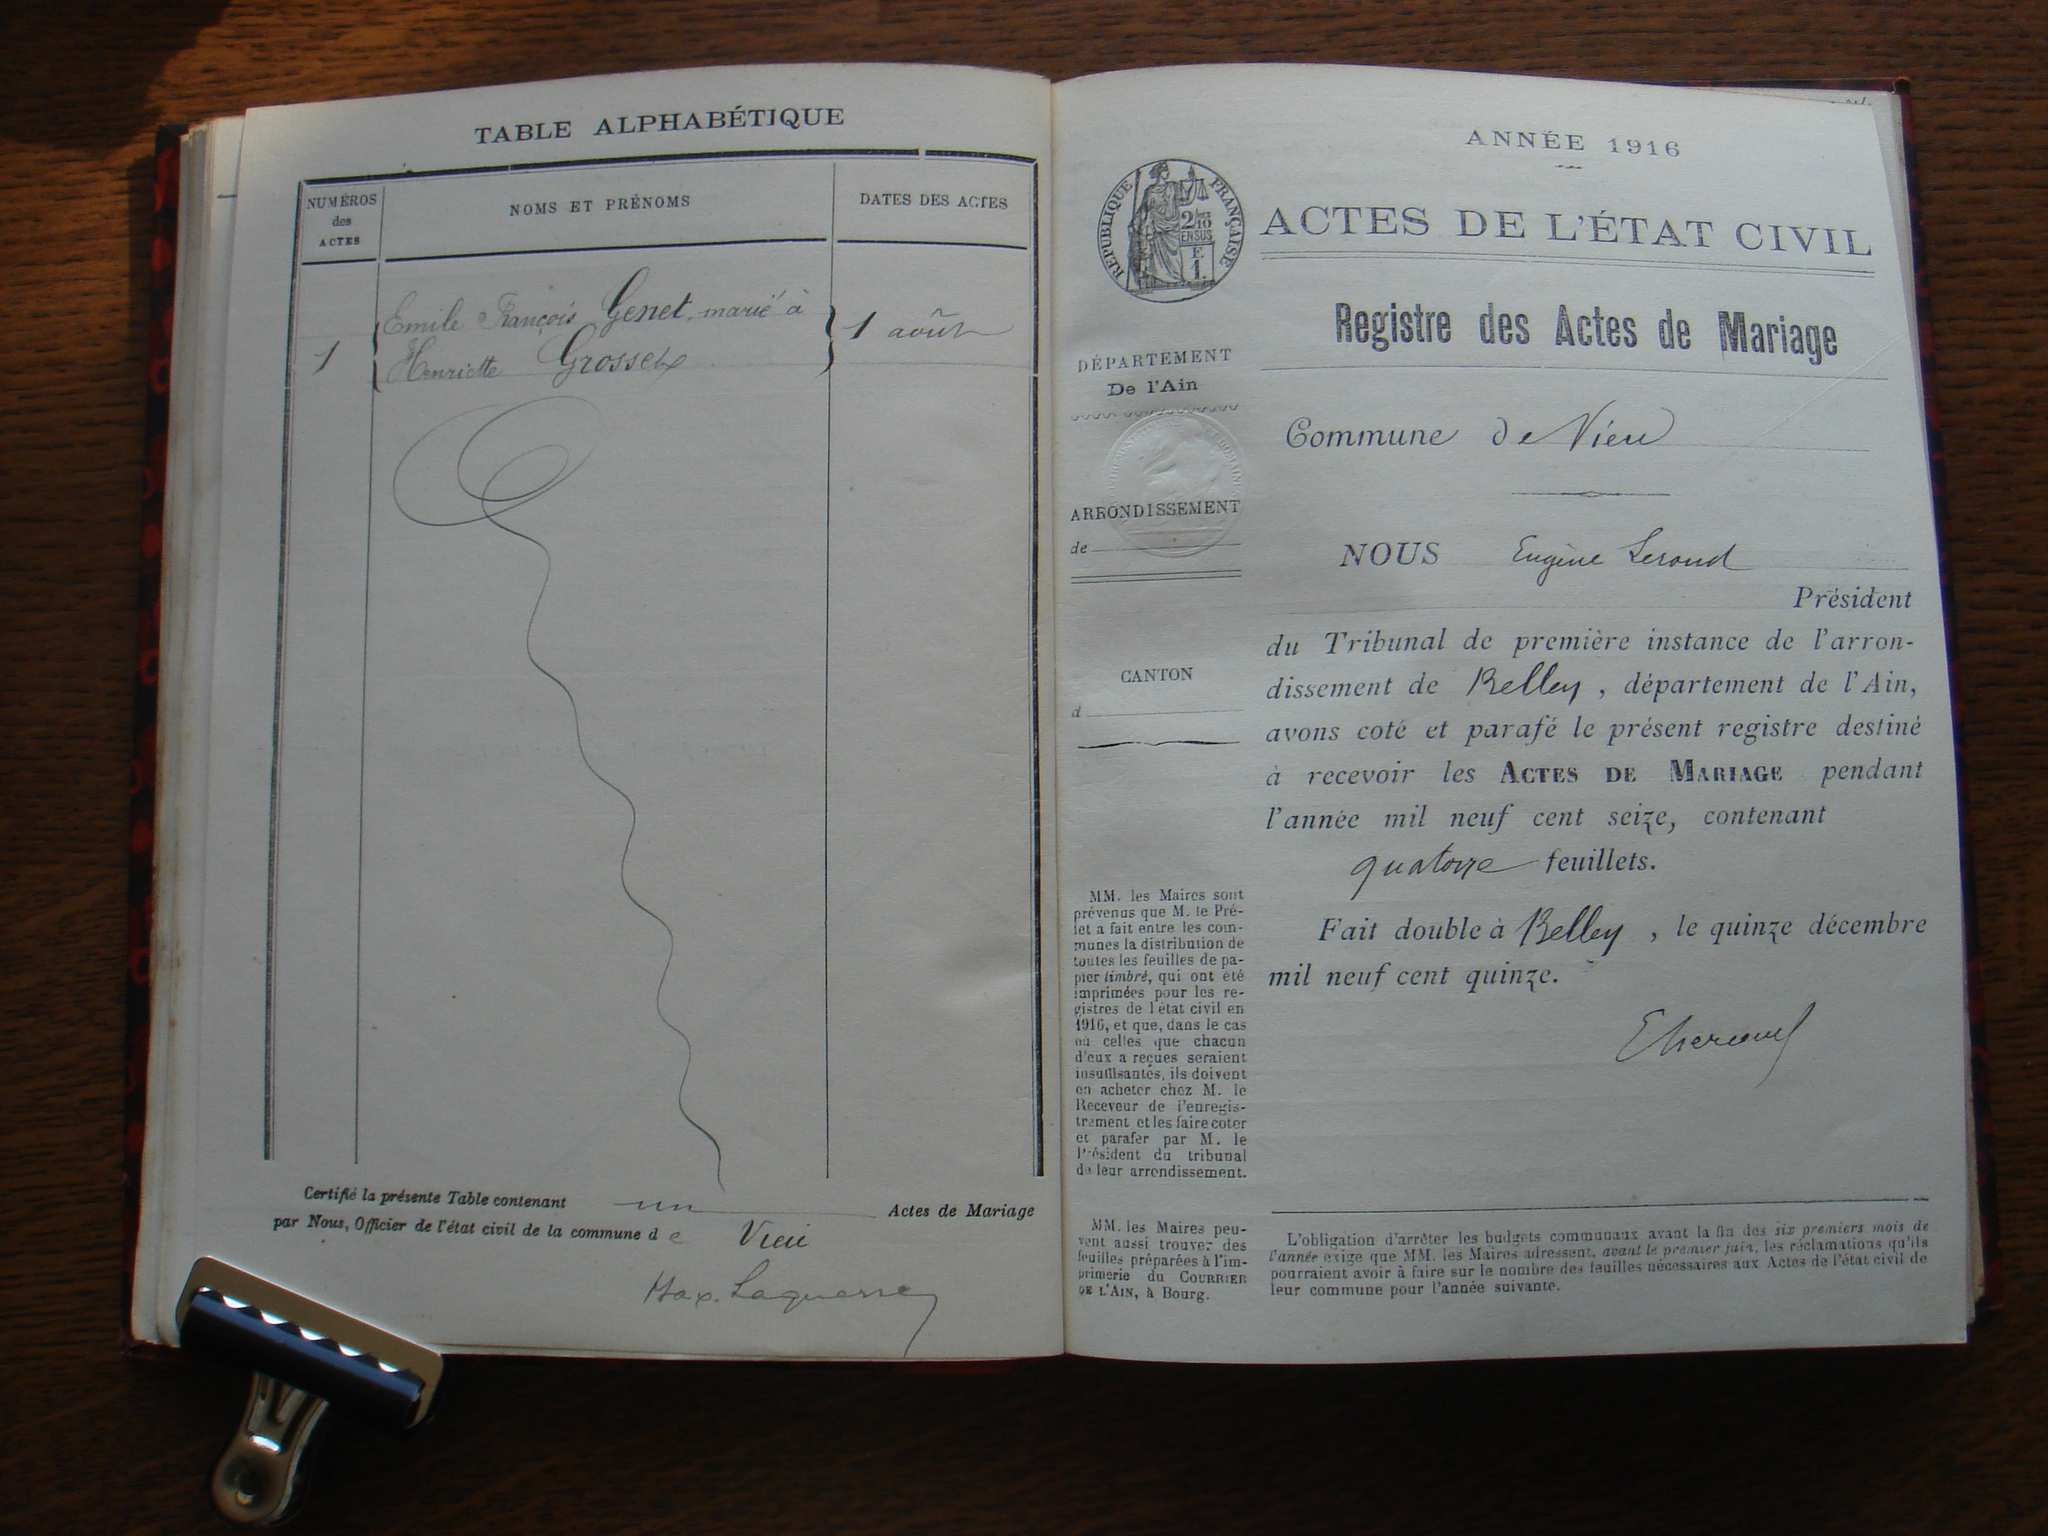 TABLE ALPHABÉTIQUE
NUMÉROS
des
ACTES
NOMS ET PRÉNOMS
DATES DES ACTES
1
Emile François Genet, marié à
Henriette Grosset
1 août
Certifié la présente Table contenant un Actes de Mariage
par Nous, Officier de l'état civil de la commune de Vieu
Max. Laguerre
ANNÉE 1916
RÉPUBLIQUE FRANÇAISE
2/10
EN SUS
F.
1.
ACTES DE L'ÉTAT CIVIL
Registre des Actes de Mariage
DÉPARTEMENT
De l'Ain
Commune de Vieu
ARRONDISSEMENT
de
NOUS Eugène
Président
du Tribunal de première instance de l'arron-
dissement de Belley, département de l'Ain,
avons coté et parafé le présent registre destiné
à recevoir les ACTES DE MARIAGE pendant
l'année mil neuf cent seize, contenant
quatorze feuillets.
Fait double à Belley, le quinze décembre
mil neuf cent quinze.
CANTON
d
MM. les Maires sont
prévenus que M. le Pré-
fet a fait entre les com-
munes la distribution de
toutes les feuilles de pa-
pier timbré, qui ont été
imprimées pour les re-
gistres de l'état civil en
1916, et que, dans le cas
où celles que chacun
d'eux a reçues seraient
insuffisantes, ils doivent
en acheter chez M. le
Receveur de l'enregis-
trement et les faire coter
et parafer par M. le
Président du tribunal
de leur arrondissement.
MM. les Maires peu-
vent aussi trouver des
feuilles préparées à l'im-
primerie du COURRIER
DE L'AIN, à Bourg.
L'obligation d'arrêter les budgets communaux avant la fin des six premiers mois de
l'année exige que MM. les Maires adressent, avant le premier juin, les réclamations qu'ils
pourraient avoir à faire sur le nombre des feuilles nécessaires aux Actes de l'état civil de
leur commune pour l'année suivante.